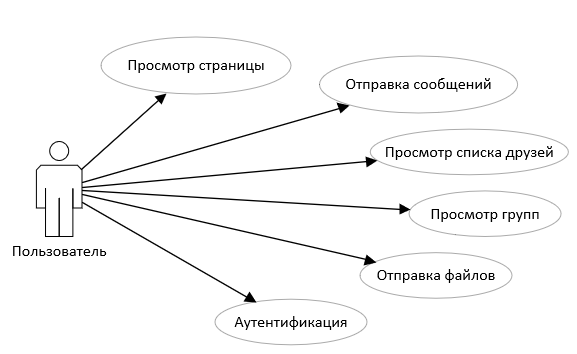 Просмотр страницы
Отправка сообщений
Просмотр списка друзей
Просмотр групп
Пользователь
Отправка файлов
Аутентификация